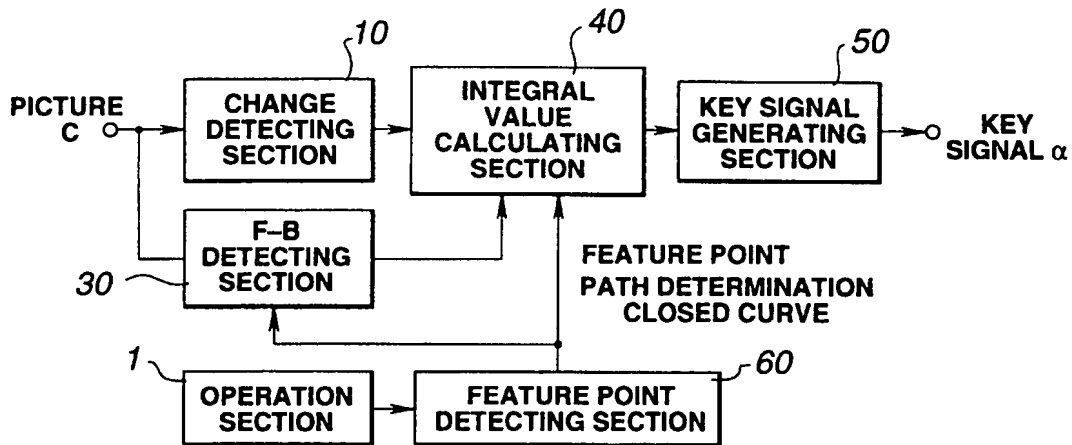 10
40
50
PICTURE
C
CHANGE
DETECTING
SECTION
INTEGRAL
VALUE
CALCULATING
SECTION
KEY SIGNAL
GENERATING
SECTION
KEY
SIGNAL α
F–B
DETECTING
SECTION
30
FEATURE POINT
PATH DETERMINATION
CLOSED CURVE
1
OPERATION
SECTION
FEATURE POINT
DETECTING SECTION
60